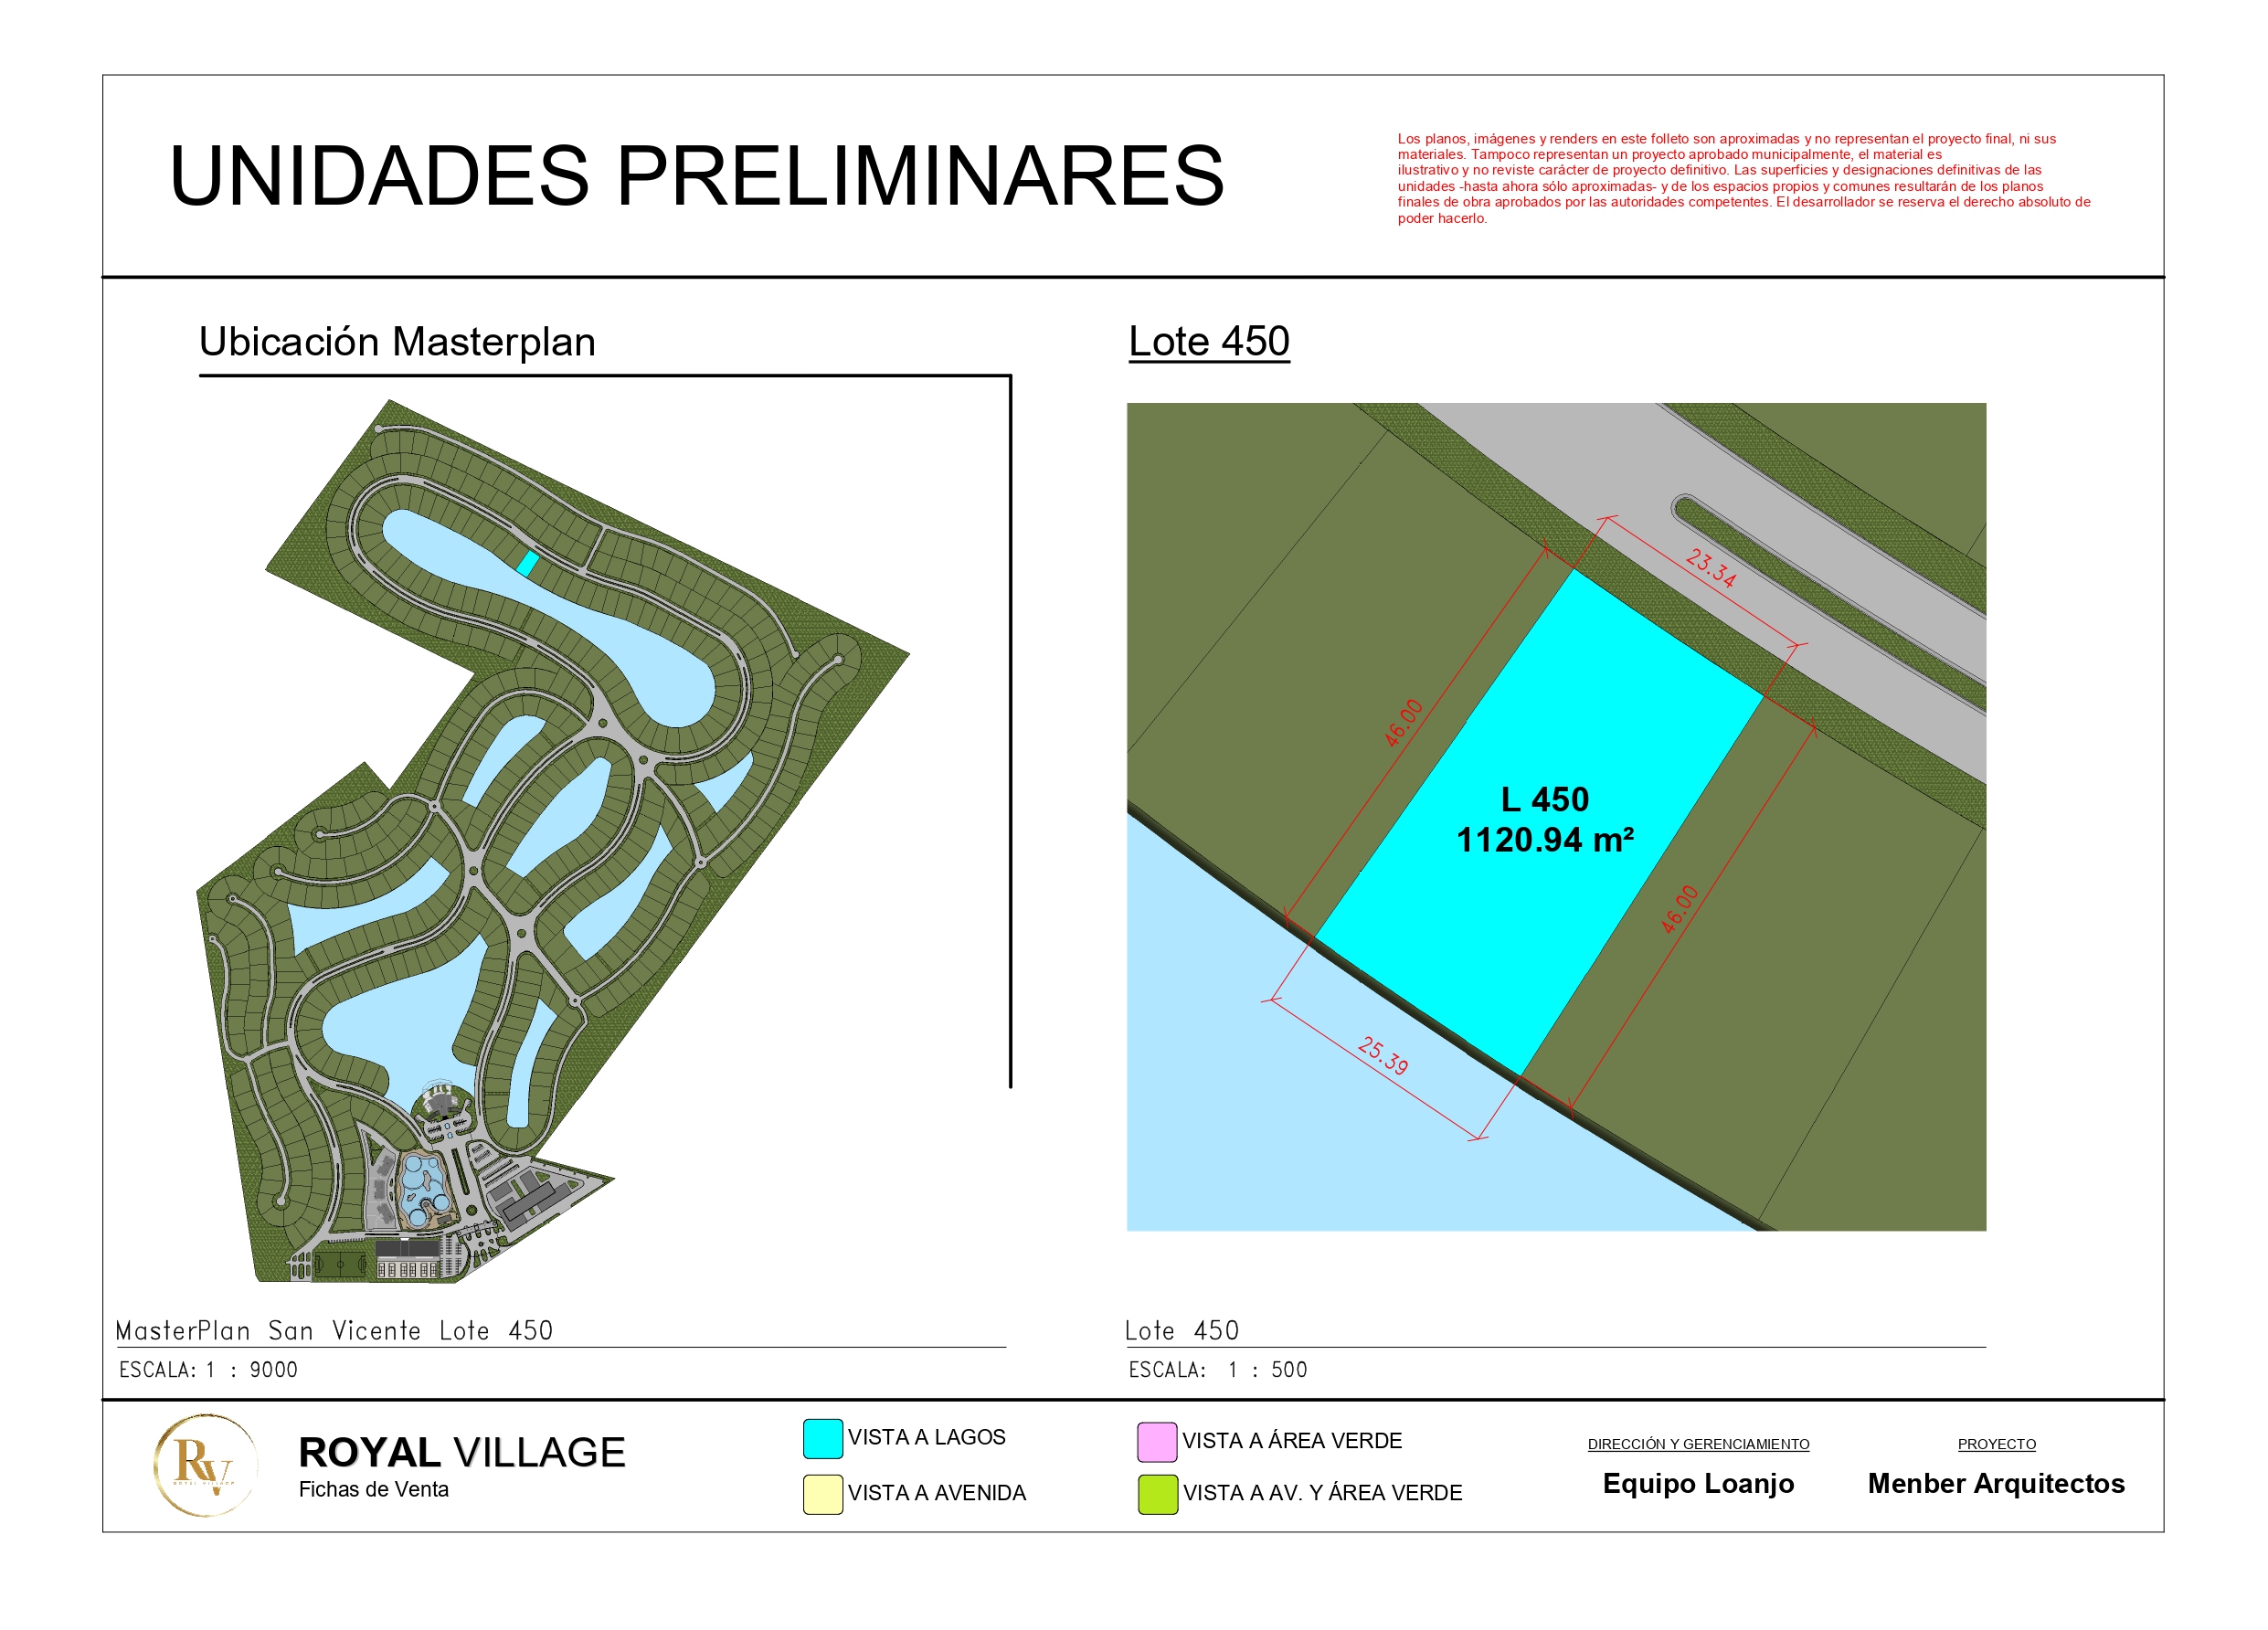 UNIDADES PRELIMINARES
Los planos, imágenes y renders en este folleto son aproximadas y no representan el proyecto final, ni sus
materiales. Tampoco representan un proyecto aprobado municipalmente, el material es
ilustrativo y no reviste carácter de proyecto definitivo. Las superficies y designaciones definitivas de las
unidades -hasta ahora sólo aproximadas- y de los espacios propios y comunes resultarán de los planos
finales de obra aprobados por las autoridades competentes. El desarrollador se reserva el derecho absoluto de
poder hacerlo.
Ubicación Masterplan
Lote 450
23.34
46.00
L 450
1120.94 m²
46.00
25.39
MasterPlan San Vicente Lote 450
ESCALA: 1 : 9000
Lote 450
ESCALA: 1 : 500
RV
ROYAL VILLAGE
ROYAL VILLAGE
Fichas de Venta
VISTA A LAGOS
VISTA A AVENIDA
VISTA A ÁREA VERDE
VISTA A AV. Y ÁREA VERDE
DIRECCIÓN Y GERENCIAMIENTO
Equipo Loanjo
PROYECTO
Menber Arquitectos